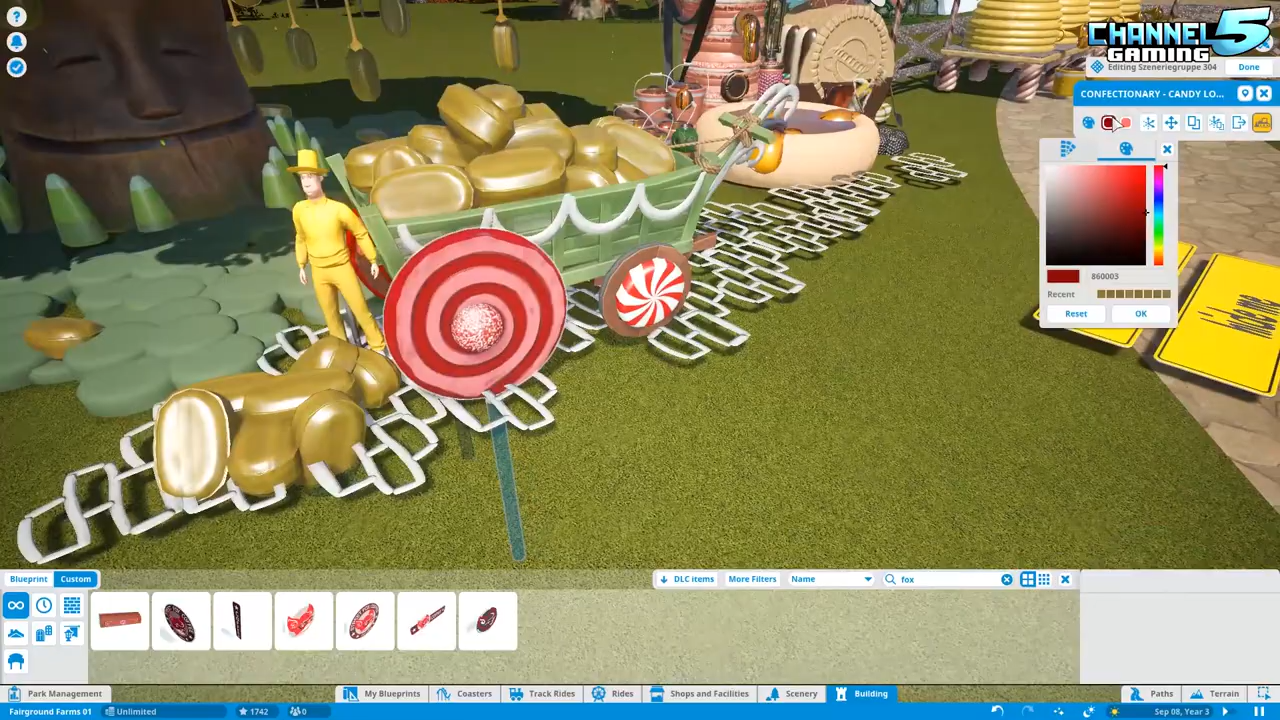 CHANNEL 5
GAMING
Editing Szeneriegruppe 304
Done
CONFECTIONARY - CANDY LO...
860003
Recent
Reset
OK
Blueprint
Custom
DLC items
More Filters
Name
fox
Park Management
My Blueprints
Coasters
Track Rides
Rides
Shops and Facilities
Scenery
Building
Paths
Terrain
Fairground Farms 01
Unlimited
1742
0
Sep 08, Year 3